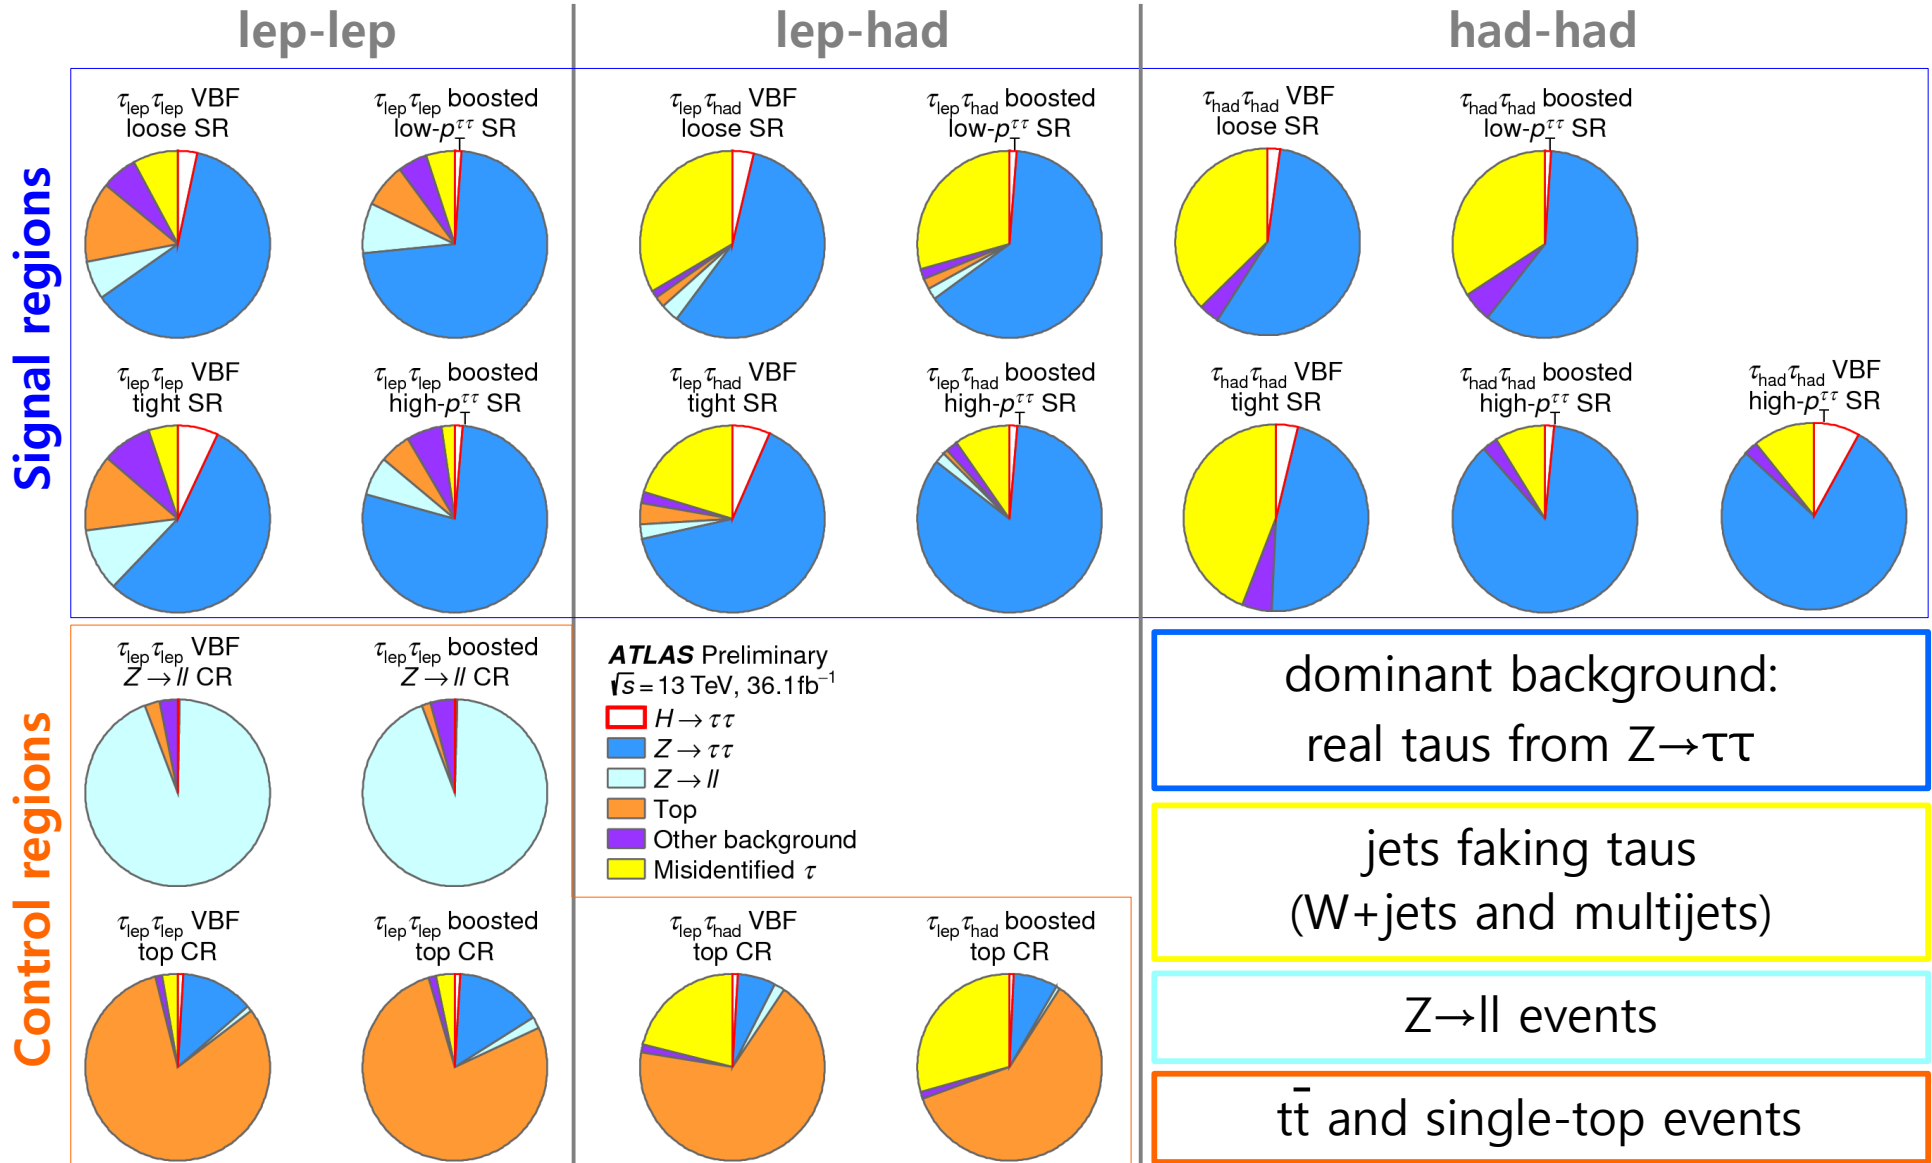 lep-lep
lep-had
had-had
Signal regions
τlepτlep VBF
loose SR
τlepτlep boosted
low-pTττ SR
τlepτhad VBF
loose SR
τlepτhad boosted
low-pTττ SR
τhadτhad VBF
loose SR
τhadτhad boosted
low-pTττ SR
τlepτlep VBF
tight SR
τlepτlep boosted
high-pTττ SR
τlepτhad VBF
tight SR
τlepτhad boosted
high-pTττ SR
τhadτhad VBF
tight SR
τhadτhad boosted
high-pTττ SR
τhadτhad VBF
high-pTττ SR
Control regions
τlepτlep VBF
Z→ll CR
τlepτlep boosted
Z→ll CR
ATLAS Preliminary
√s = 13 TeV, 36.1fb⁻¹
H→ττ
Z→ττ
Z→ll
Top
Other background
Misidentified τ
τlepτlep VBF
top CR
τlepτlep boosted
top CR
τlepτhad VBF
top CR
τlepτhad boosted
top CR
dominant background:
real taus from Z→ττ
jets faking taus
(W+jets and multijets)
Z→ll events
tt̄ and single-top events